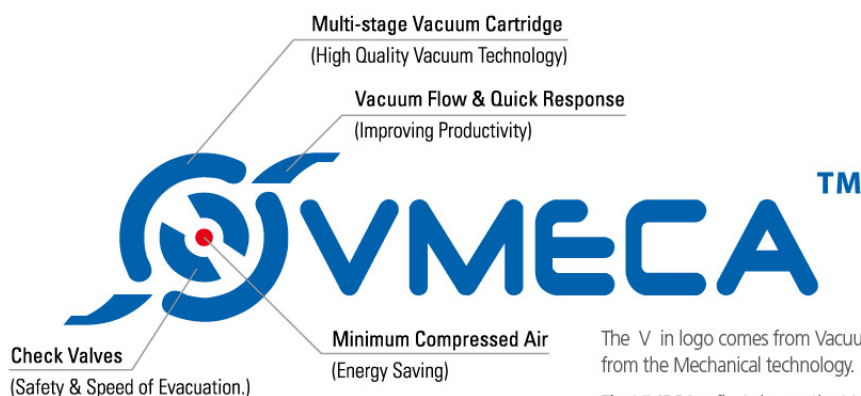 Multi-stage Vacuum Cartridge
(High Quality Vacuum Technology)
Vacuum Flow & Quick Response
(Improving Productivity)
VMECA TM
Minimum Compressed Air
(Energy Saving)
Check Valves
(Safety & Speed of Evacuation.)
The V in logo comes from
from the Mechanical technology.